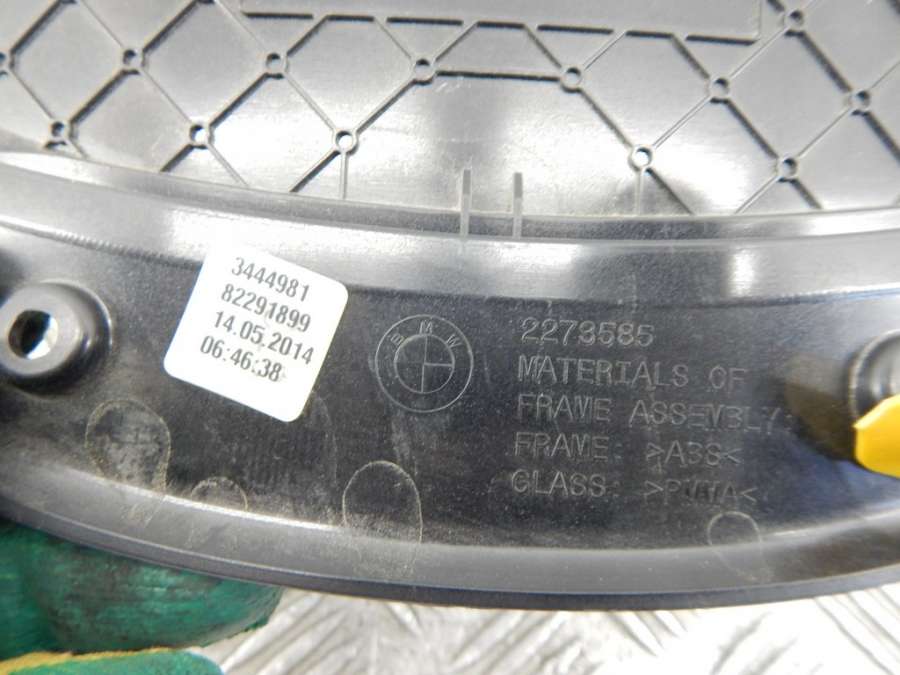 3444981
82291899
14.05.2014
06:46:38
BMW
2273585
MATERIALS OF
FRAME ASSEMBLY
FRAME: >ABS<
GLASS: >PMMA<